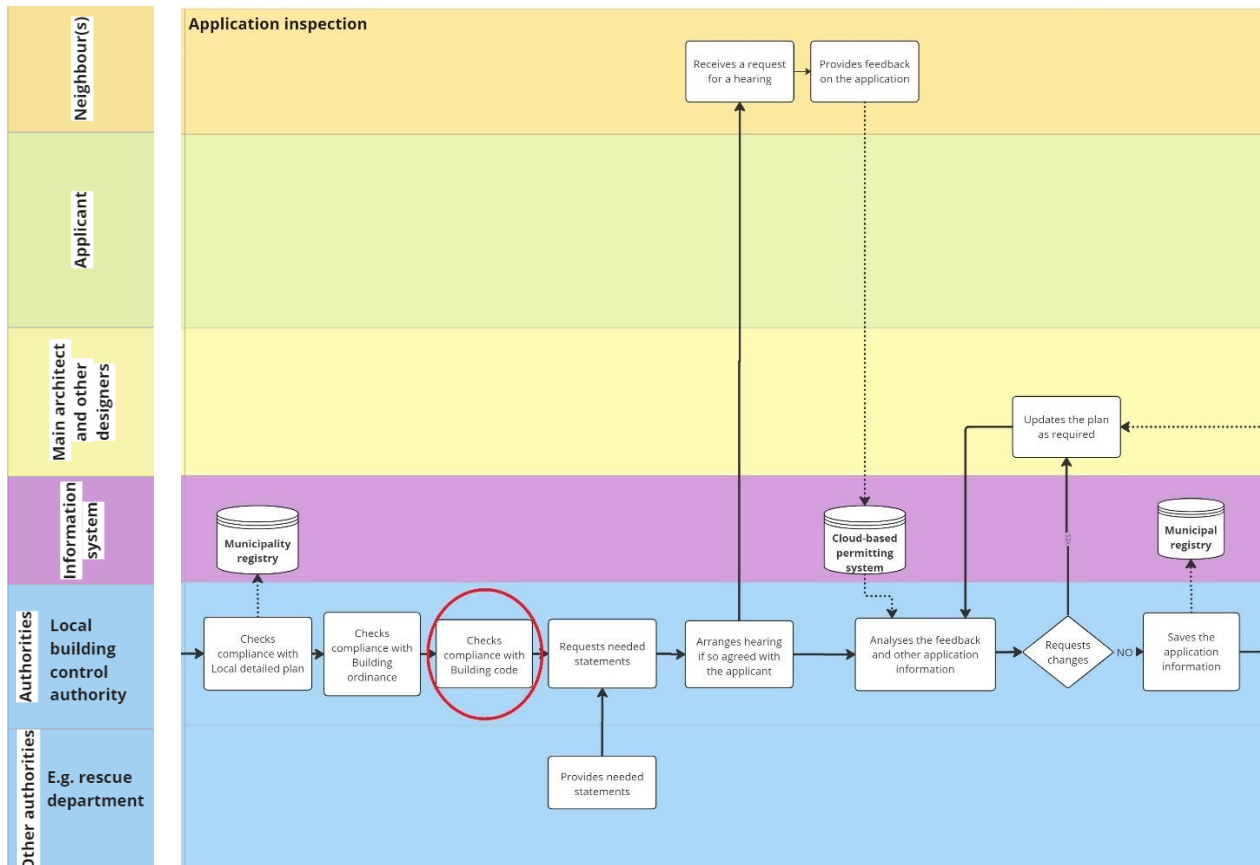 Application inspection
Neighbour(s)
Receives a request
for a hearing
Provides feedback
on the application
Applicant
Main architect
and other
designers
Updates the plan
as required
Information
system
Municipality
registry
Cloud-based
permitting
system
Municipal
registry
YES
Authorities
Local
building
control
authority
Checks
compliance with
Local detailed plan
Checks
compliance with
Building
ordinance
Checks
compliance with
Building code
Requests needed
statements
Arranges hearing
if so agreed with
the applicant
Analyses the feedback
and other application
information
Requests
changes
NO
Saves the
application
information
Other authorities
E.g. rescue
department
Provides needed
statements